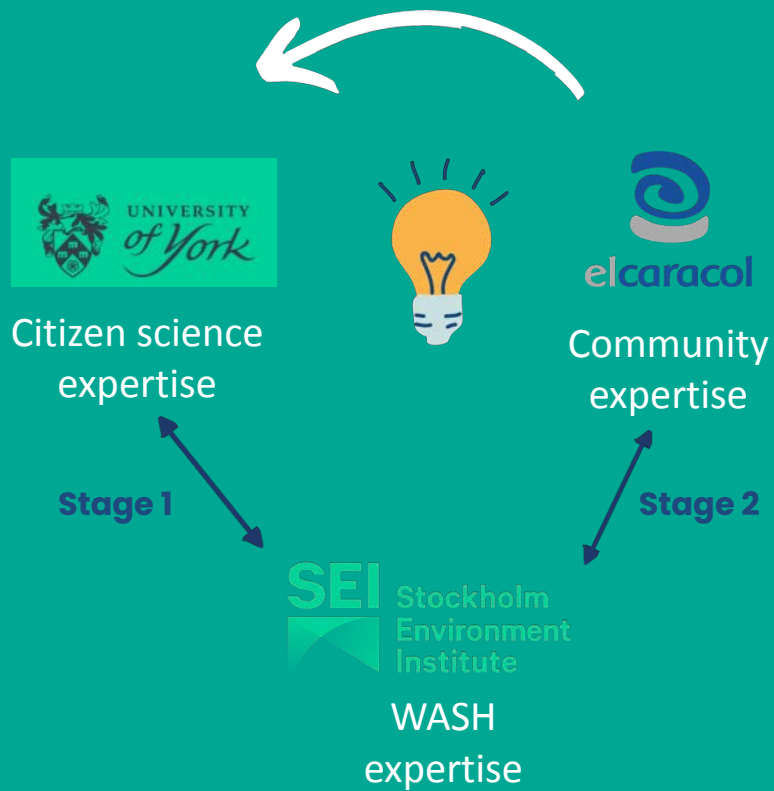 UNIVERSITY
of York
elcaracol
Citizen science
expertise
Community
expertise
Stage 1
Stage 2
SEI Stockholm
Environment
Institute
WASH
expertise